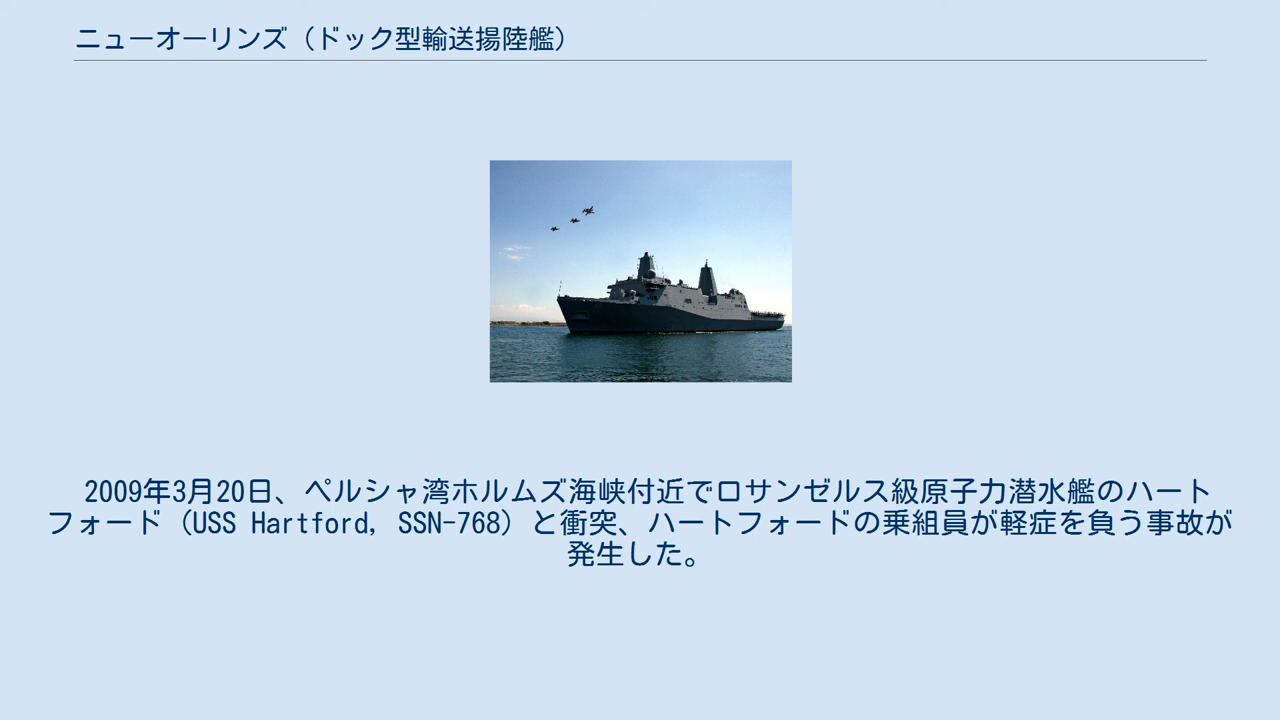 ニューオーリンズ（ドック型輸送揚陸艦）
2009年3月20日、ペルシャ湾ホルムズ海峡付近でロサンゼルス級原子力潜水艦のハート
フォード（USS Hartford, SSN-768）と衝突、ハートフォードの乗組員が軽症を負う事故が
発生した。